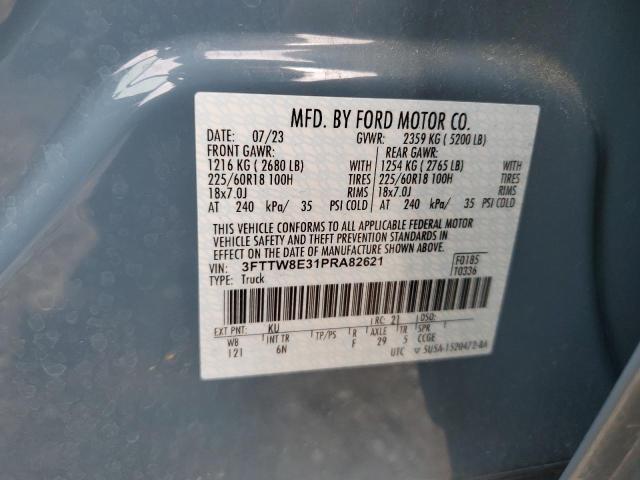 MFD. BY FORD MOTOR CO.
DATE: 07/23 GVWR: 2359 KG ( 5200 LB)
FRONT GAWR: REAR GAWR:
1216 KG ( 2680 LB) WITH 1254 KG ( 2765 LB) WITH
225/60R18 100H TIRES 225/60R18 100H TIRES
18x7.0J RIMS 18x7.0J RIMS
AT 240 kPa/ 35 PSI COLD AT 240 kPa/ 35 PSI COLD
THIS VEHICLE CONFORMS TO ALL APPLICABLE FEDERAL MOTOR
VEHICLE SAFETY AND THEFT PREVENTION STANDARDS IN
EFFECT ON THE DATE OF MANUFACTURE SHOWN ABOVE.
VIN: 3FTTW8E31PRA82621 F0185
TYPE: Truck T0336
EXT PNT: KU RC: 21 DSO:
WB INT TR TP/PS R AXLE TR SPR
121 6N F 29 5 CCGE
UTC